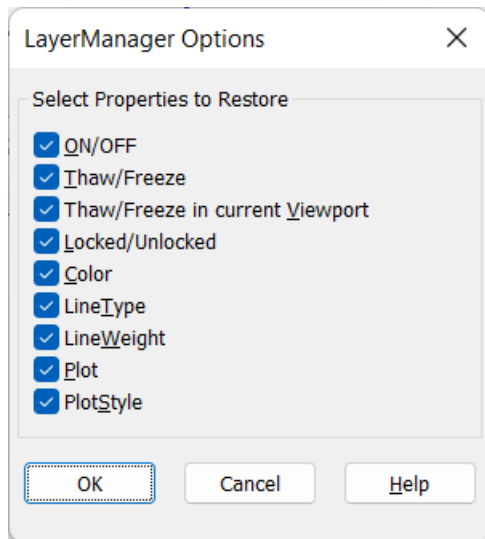 LayerManager Options
Select Properties to Restore
ON/OFF
Thaw/Freeze
Thaw/Freeze in current Viewport
Locked/Unlocked
Color
LineType
LineWeight
Plot
PlotStyle
OK Cancel Help